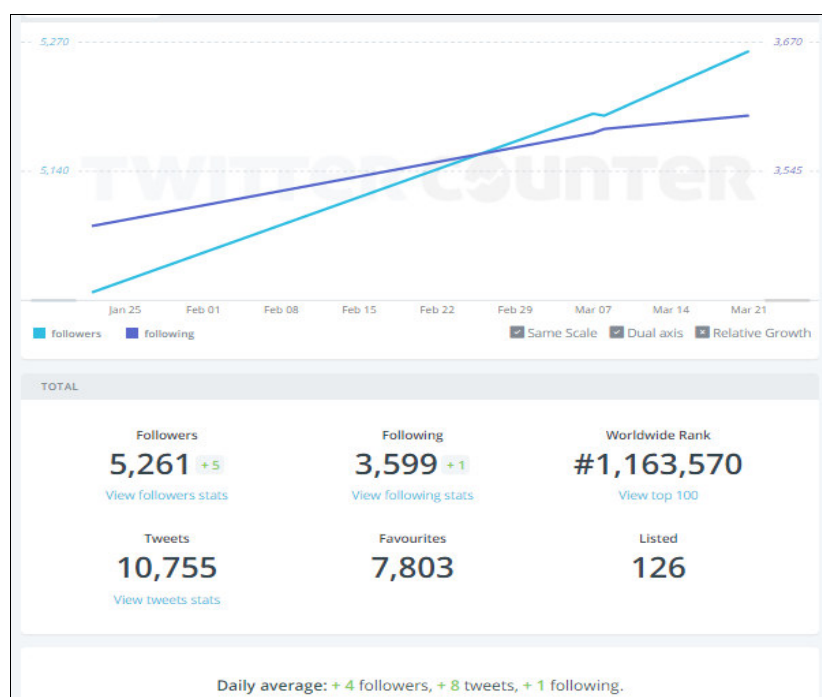 5,270 3,670
5,140 TWITTER COUNTER 3,545
Jan 25 Feb 01 Feb 08 Feb 15 Feb 22 Feb 29 Mar 07 Mar 14 Mar 21
followers following Same Scale Dual axis Relative Growth
TOTAL
Followers Following Worldwide Rank
5,261 + 5 3,599 + 1 #1,163,570
View followers stats View following stats View top 100
Tweets Favourites Listed
10,755 7,803 126
View tweets stats
Daily average: + 4 followers, + 8 tweets, + 1 following.